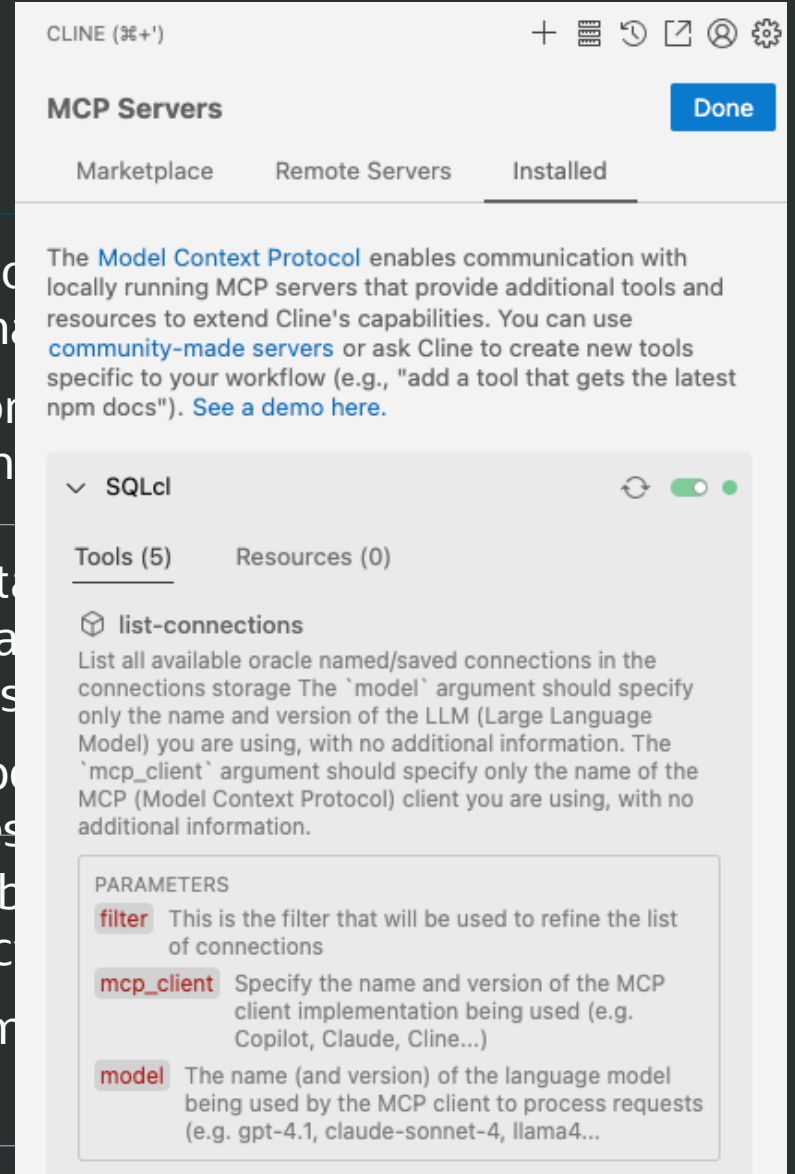 CLINE (⌘+')
MCP Servers
Done
Marketplace
Remote Servers
Installed
The Model Context Protocol enables communication with
locally running MCP servers that provide additional tools and
resources to extend Cline's capabilities. You can use
community-made servers or ask Cline to create new tools
specific to your workflow (e.g., "add a tool that gets the latest
npm docs"). See a demo here.
SQLcl
Tools (5)
Resources (0)
list-connections
List all available oracle named/saved connections in the
connections storage The `model` argument should specify
only the name and version of the LLM (Large Language
Model) you are using, with no additional information. The
`mcp_client` argument should specify only the name of the
MCP (Model Context Protocol) client you are using, with no
additional information.
PARAMETERS
filter This is the filter that will be used to refine the list
of connections
mcp_client Specify the name and version of the MCP
client implementation being used (e.g.
Copilot, Claude, Cline...)
model The name (and version) of the language model
being used by the MCP client to process requests
(e.g. gpt-4.1, claude-sonnet-4, llama4...